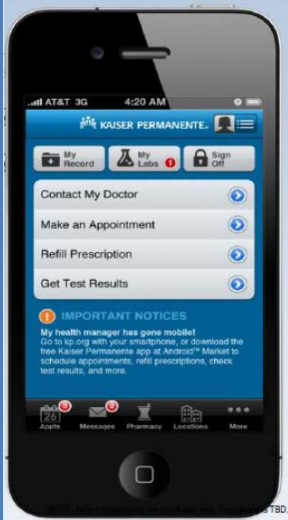 AT&T 3G 4:20 AM
KAISER PERMANENTE.
My Record
My Labs 1
Sign Off
Contact My Doctor
Make an Appointment
Refill Prescription
Get Test Results
IMPORTANT NOTICES
My health manager has gone mobile!
Go to kp.org with your smartphone, or download the
free Kaiser Permanente app at Android™ Market to
schedule appointments, refill prescriptions, check
test results, and more.
26
Appts Messages Pharmacy Locations More
TBD.